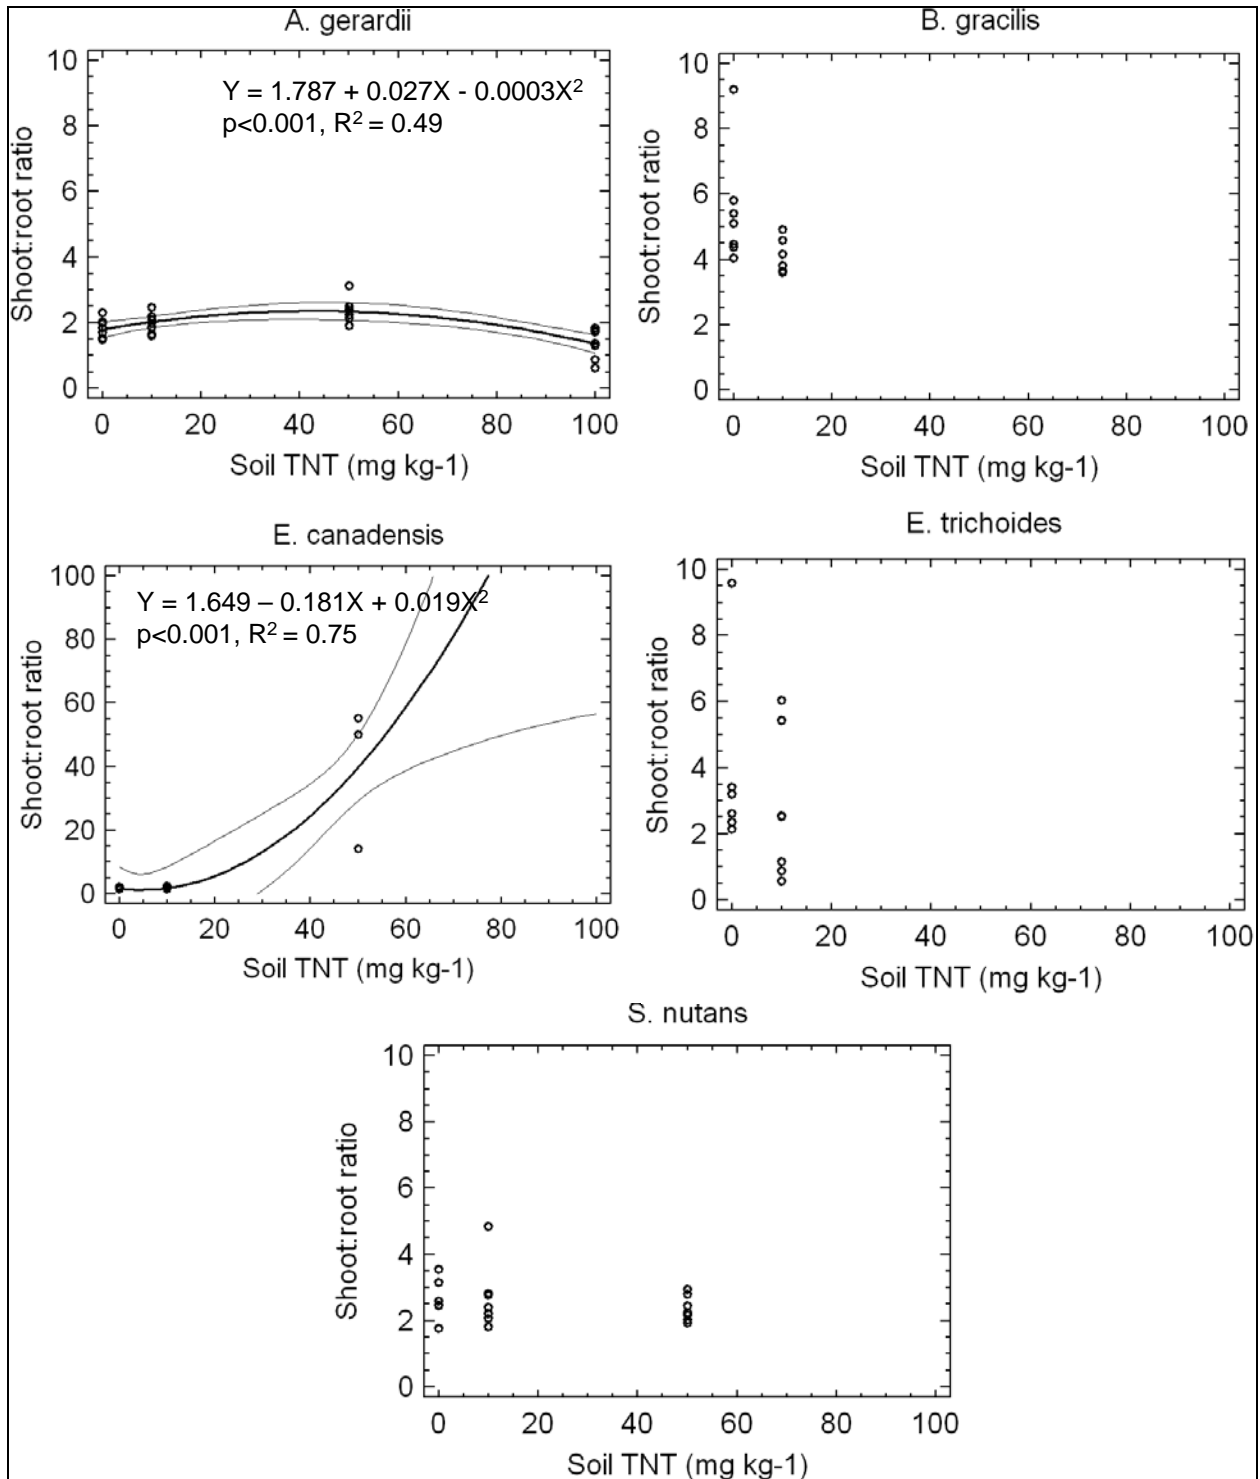 A. gerardii
Y = 1.787 + 0.027X - 0.0003X²
p<0.001, R² = 0.49
Shoot:root ratio
10
8
6
4
2
0
0 20 40 60 80 100
Soil TNT (mg kg-1)
B. gracilis
Shoot:root ratio
10
8
6
4
2
0
0 20 40 60 80 100
Soil TNT (mg kg-1)
E. canadensis
Y = 1.649 – 0.181X + 0.019X²
p<0.001, R² = 0.75
Shoot:root ratio
100
80
60
40
20
0
0 20 40 60 80 100
Soil TNT (mg kg-1)
E. trichoides
Shoot:root ratio
10
8
6
4
2
0
0 20 40 60 80 100
Soil TNT (mg kg-1)
S. nutans
Shoot:root ratio
10
8
6
4
2
0
0 20 40 60 80 100
Soil TNT (mg kg-1)